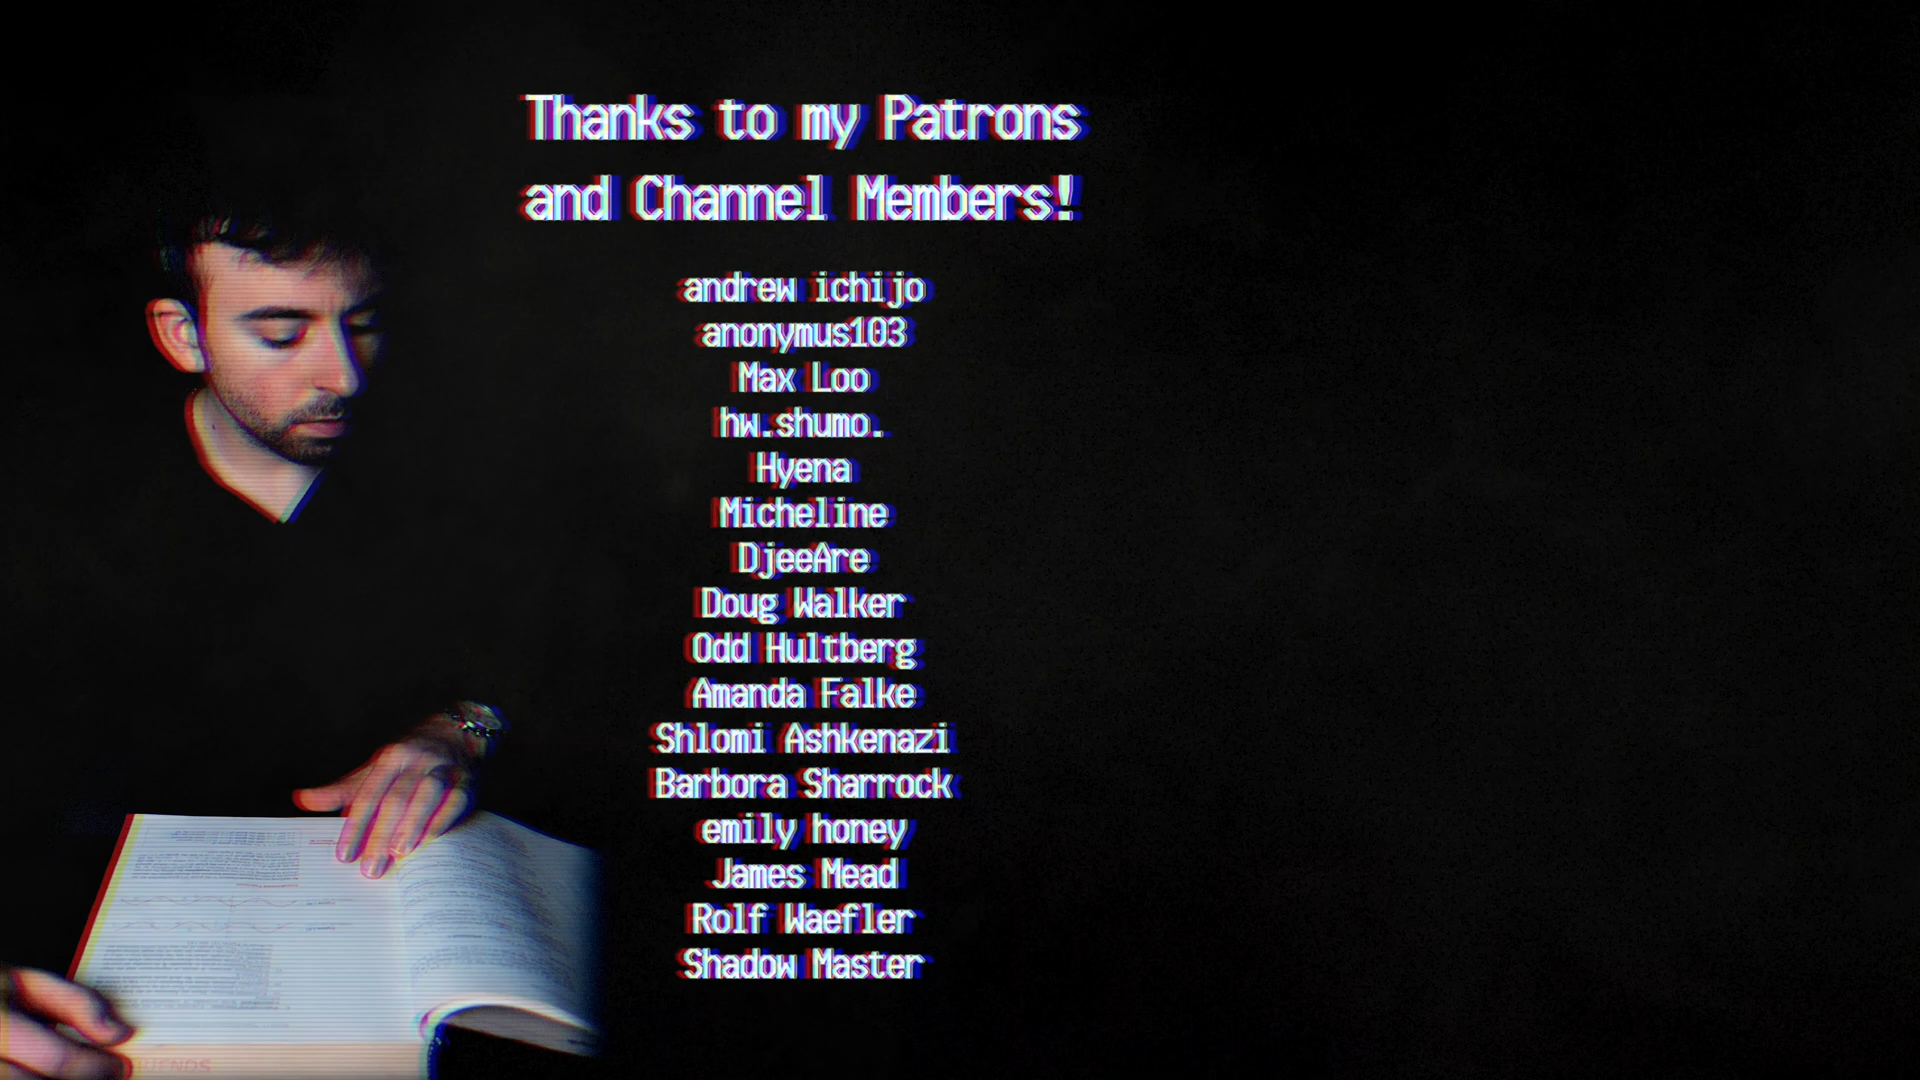 Thanks to my Patrons
and Channel Members!
andrew ichijo
anonymus103
Max Loo
hw.shumo.
Hyena
Micheline
DjeeAre
Doug Walker
Odd Hultberg
Amanda Falke
Shlomi Ashkenazi
Barbora Sharrock
emily honey
James Mead
Rolf Waefler
Shadow Master